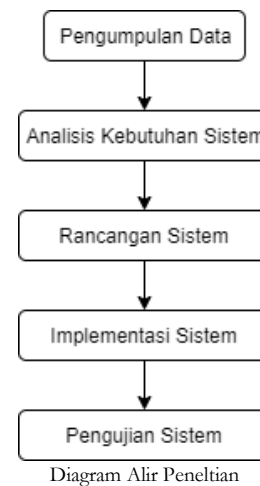 Pengumpulan Data
Analisis Kebutuhan Sistem
Rancangan Sistem
Implementasi Sistem
Pengujian Sistem
Diagram Alir Peneltian